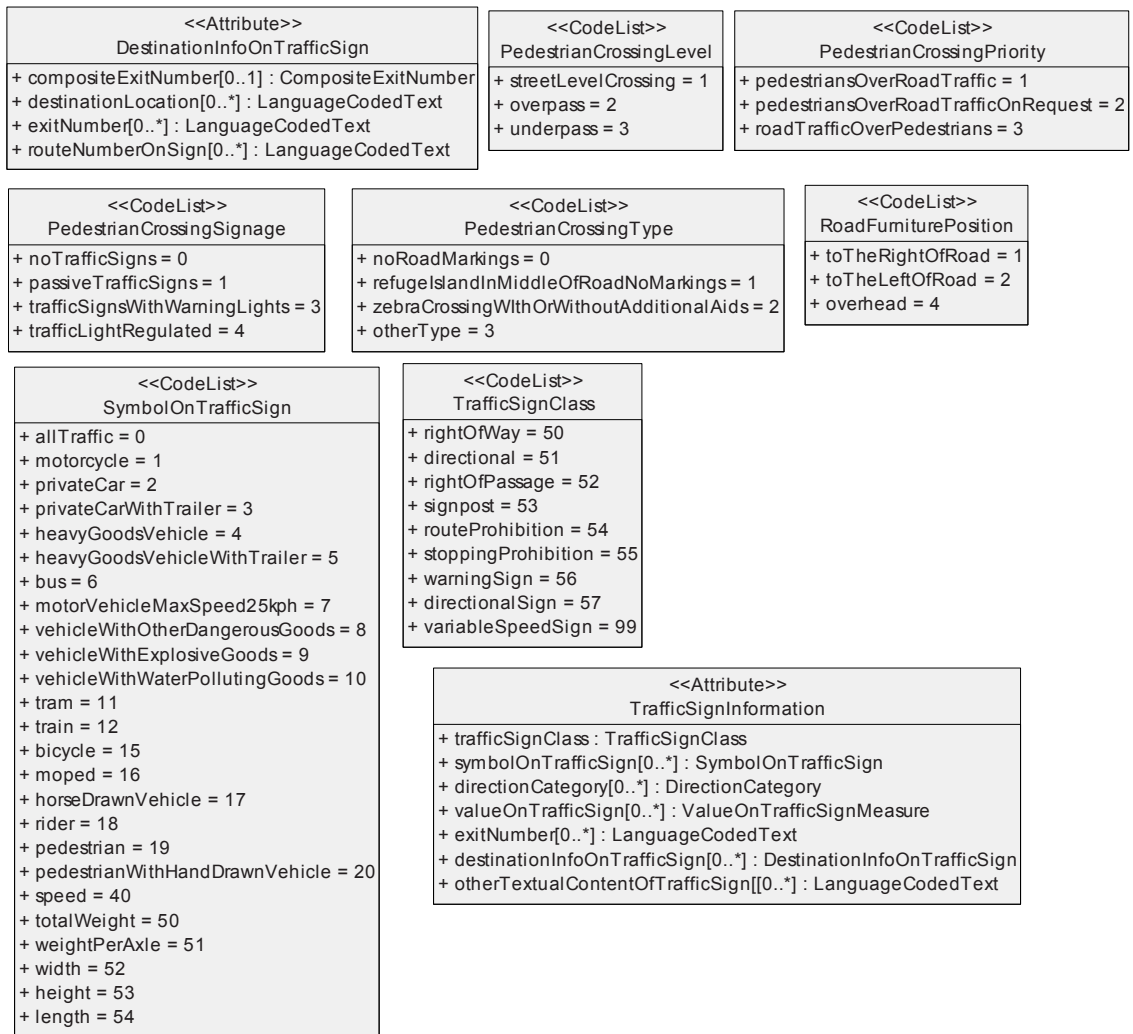 <<Attribute>>
DestinationInfoOnTrafficSign
+ compositeExitNumber[0..1] : CompositeExitNumber
+ destinationLocation[0..*] : LanguageCodedText
+ exitNumber[0..*] : LanguageCodedText
+ routeNumberOnSign[0..*] : LanguageCodedText
<<CodeList>>
PedestrianCrossingLevel
+ streetLevelCrossing = 1
+ overpass = 2
+ underpass = 3
<<CodeList>>
PedestrianCrossingPriority
+ pedestriansOverRoadTraffic = 1
+ pedestriansOverRoadTrafficOnRequest = 2
+ roadTrafficOverPedestrians = 3
<<CodeList>>
PedestrianCrossingSignage
+ noTrafficSigns = 0
+ passiveTrafficSigns = 1
+ trafficSignsWithWarningLights = 3
+ trafficLightRegulated = 4
<<CodeList>>
PedestrianCrossingType
+ noRoadMarkings = 0
+ refugeIslandInMiddleOfRoadNoMarkings = 1
+ zebraCrossingWIthOrWithoutAdditionalAids = 2
+ otherType = 3
<<CodeList>>
RoadFurniturePosition
+ toTheRightOfRoad = 1
+ toTheLeftOfRoad = 2
+ overhead = 4
<<CodeList>>
SymbolOnTrafficSign
+ allTraffic = 0
+ motorcycle = 1
+ privateCar = 2
+ privateCarWithTrailer = 3
+ heavyGoodsVehicle = 4
+ heavyGoodsVehicleWithTrailer = 5
+ bus = 6
+ motorVehicleMaxSpeed25kph = 7
+ vehicleWithOtherDangerousGoods = 8
+ vehicleWithExplosiveGoods = 9
+ vehicleWithWaterPollutingGoods = 10
+ tram = 11
+ train = 12
+ bicycle = 15
+ moped = 16
+ horseDrawnVehicle = 17
+ rider = 18
+ pedestrian = 19
+ pedestrianWithHandDrawnVehicle = 20
+ speed = 40
+ totalWeight = 50
+ weightPerAxle = 51
+ width = 52
+ height = 53
+ length = 54
<<CodeList>>
TrafficSignClass
+ rightOfWay = 50
+ directional = 51
+ rightOfPassage = 52
+ signpost = 53
+ routeProhibition = 54
+ stoppingProhibition = 55
+ warningSign = 56
+ directionalSign = 57
+ variableSpeedSign = 99
<<Attribute>>
TrafficSignInformation
+ trafficSignClass : TrafficSignClass
+ symbolOnTrafficSign[0..*] : SymbolOnTrafficSign
+ directionCategory[0..*] : DirectionCategory
+ valueOnTrafficSign[0..*] : ValueOnTrafficSignMeasure
+ exitNumber[0..*] : LanguageCodedText
+ destinationInfoOnTrafficSign[0..*] : DestinationInfoOnTrafficSign
+ otherTextualContentOfTrafficSign[[0..*] : LanguageCodedText